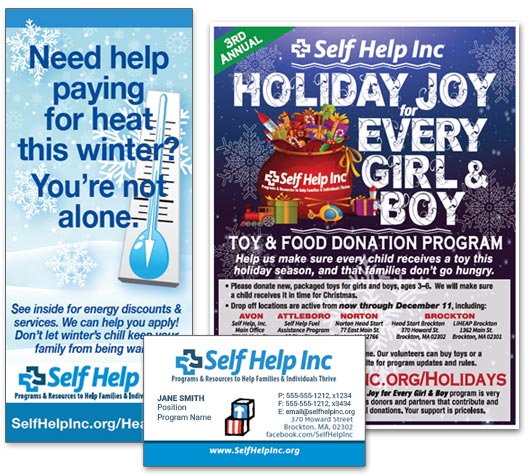 Need help
paying
for heat
this winter?
You're not
alone.
See inside for energy discounts &
services. We can help you apply!
Don't let winter's chill keep your
family from being
Self Help
Programs & Resources to Help Families &
SelfHelpInc.org/
3RD
ANNUAL
Self Help Inc
HOLIDAY JOY
for
EVERY
GIRL &
BOY
Self Help Inc
Programs & Resources to Help Families & Individuals Thrive
TOY & FOOD DONATION PROGRAM
Help us make sure every child receives a toy this
holiday season, and that families don't go hungry.
• Please donate new, packaged toys for girls and boys, ages 3–6. We will make
sure a child receives it in time for Christmas.
• Drop off locations are active from now through December 11, including:
AVON ATTLEBORO NORTON BROCKTON
Self Help, Inc. Self Help Fuel Norton Head Start Head Start Brockton LIHEAP Brockton
Main Office Assistance Program 77 East Main St 370 Howard St. 1362 Main St.
02766 Brockton, MA 02302 Brockton, MA 02301
me. Our volunteers can buy toys or a
site for program updates and rules.
NC.ORG/Holidays
Joy for Every Girl & Boy program is very
s donors and partners that contribute and
d donations. Your support is priceless.
Self Help Inc
Programs & Resources to Help Families & Individuals Thrive
JANE SMITH
Position
Program Name
P: 555-555-1212, x1234
F: 555-555-1212, x3434
E: email@selfhelpinc.org
370 Howard Street
Brockton, MA, 02302
facebook.com/SelfHelpInc
www.SelfHelpInc.org